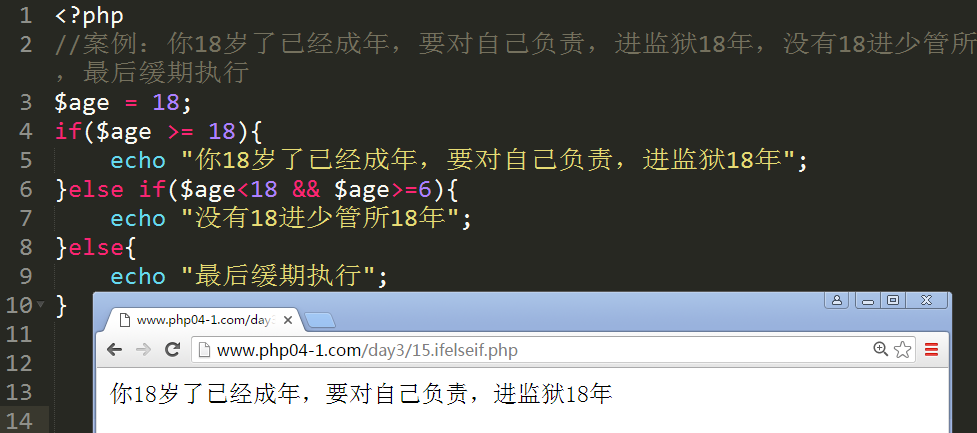 1 <?php
2 //案例：你18岁了已经成年，要对自己负责，进监狱18年，没有18进少管所
，最后缓期执行
3 $age = 18;
4 if($age >= 18){
5 echo "你18岁了已经成年，要对自己负责，进监狱18年";
6 }else if($age<18 && $age>=6){
7 echo "没有18进少管所18年";
8 }else{
9 echo "最后缓期执行";
10 }
11
12
13
14
www.php04-1.com/day3
www.php04-1.com/day3/15.ifelseif.php
你18岁了已经成年，要对自己负责，进监狱18年